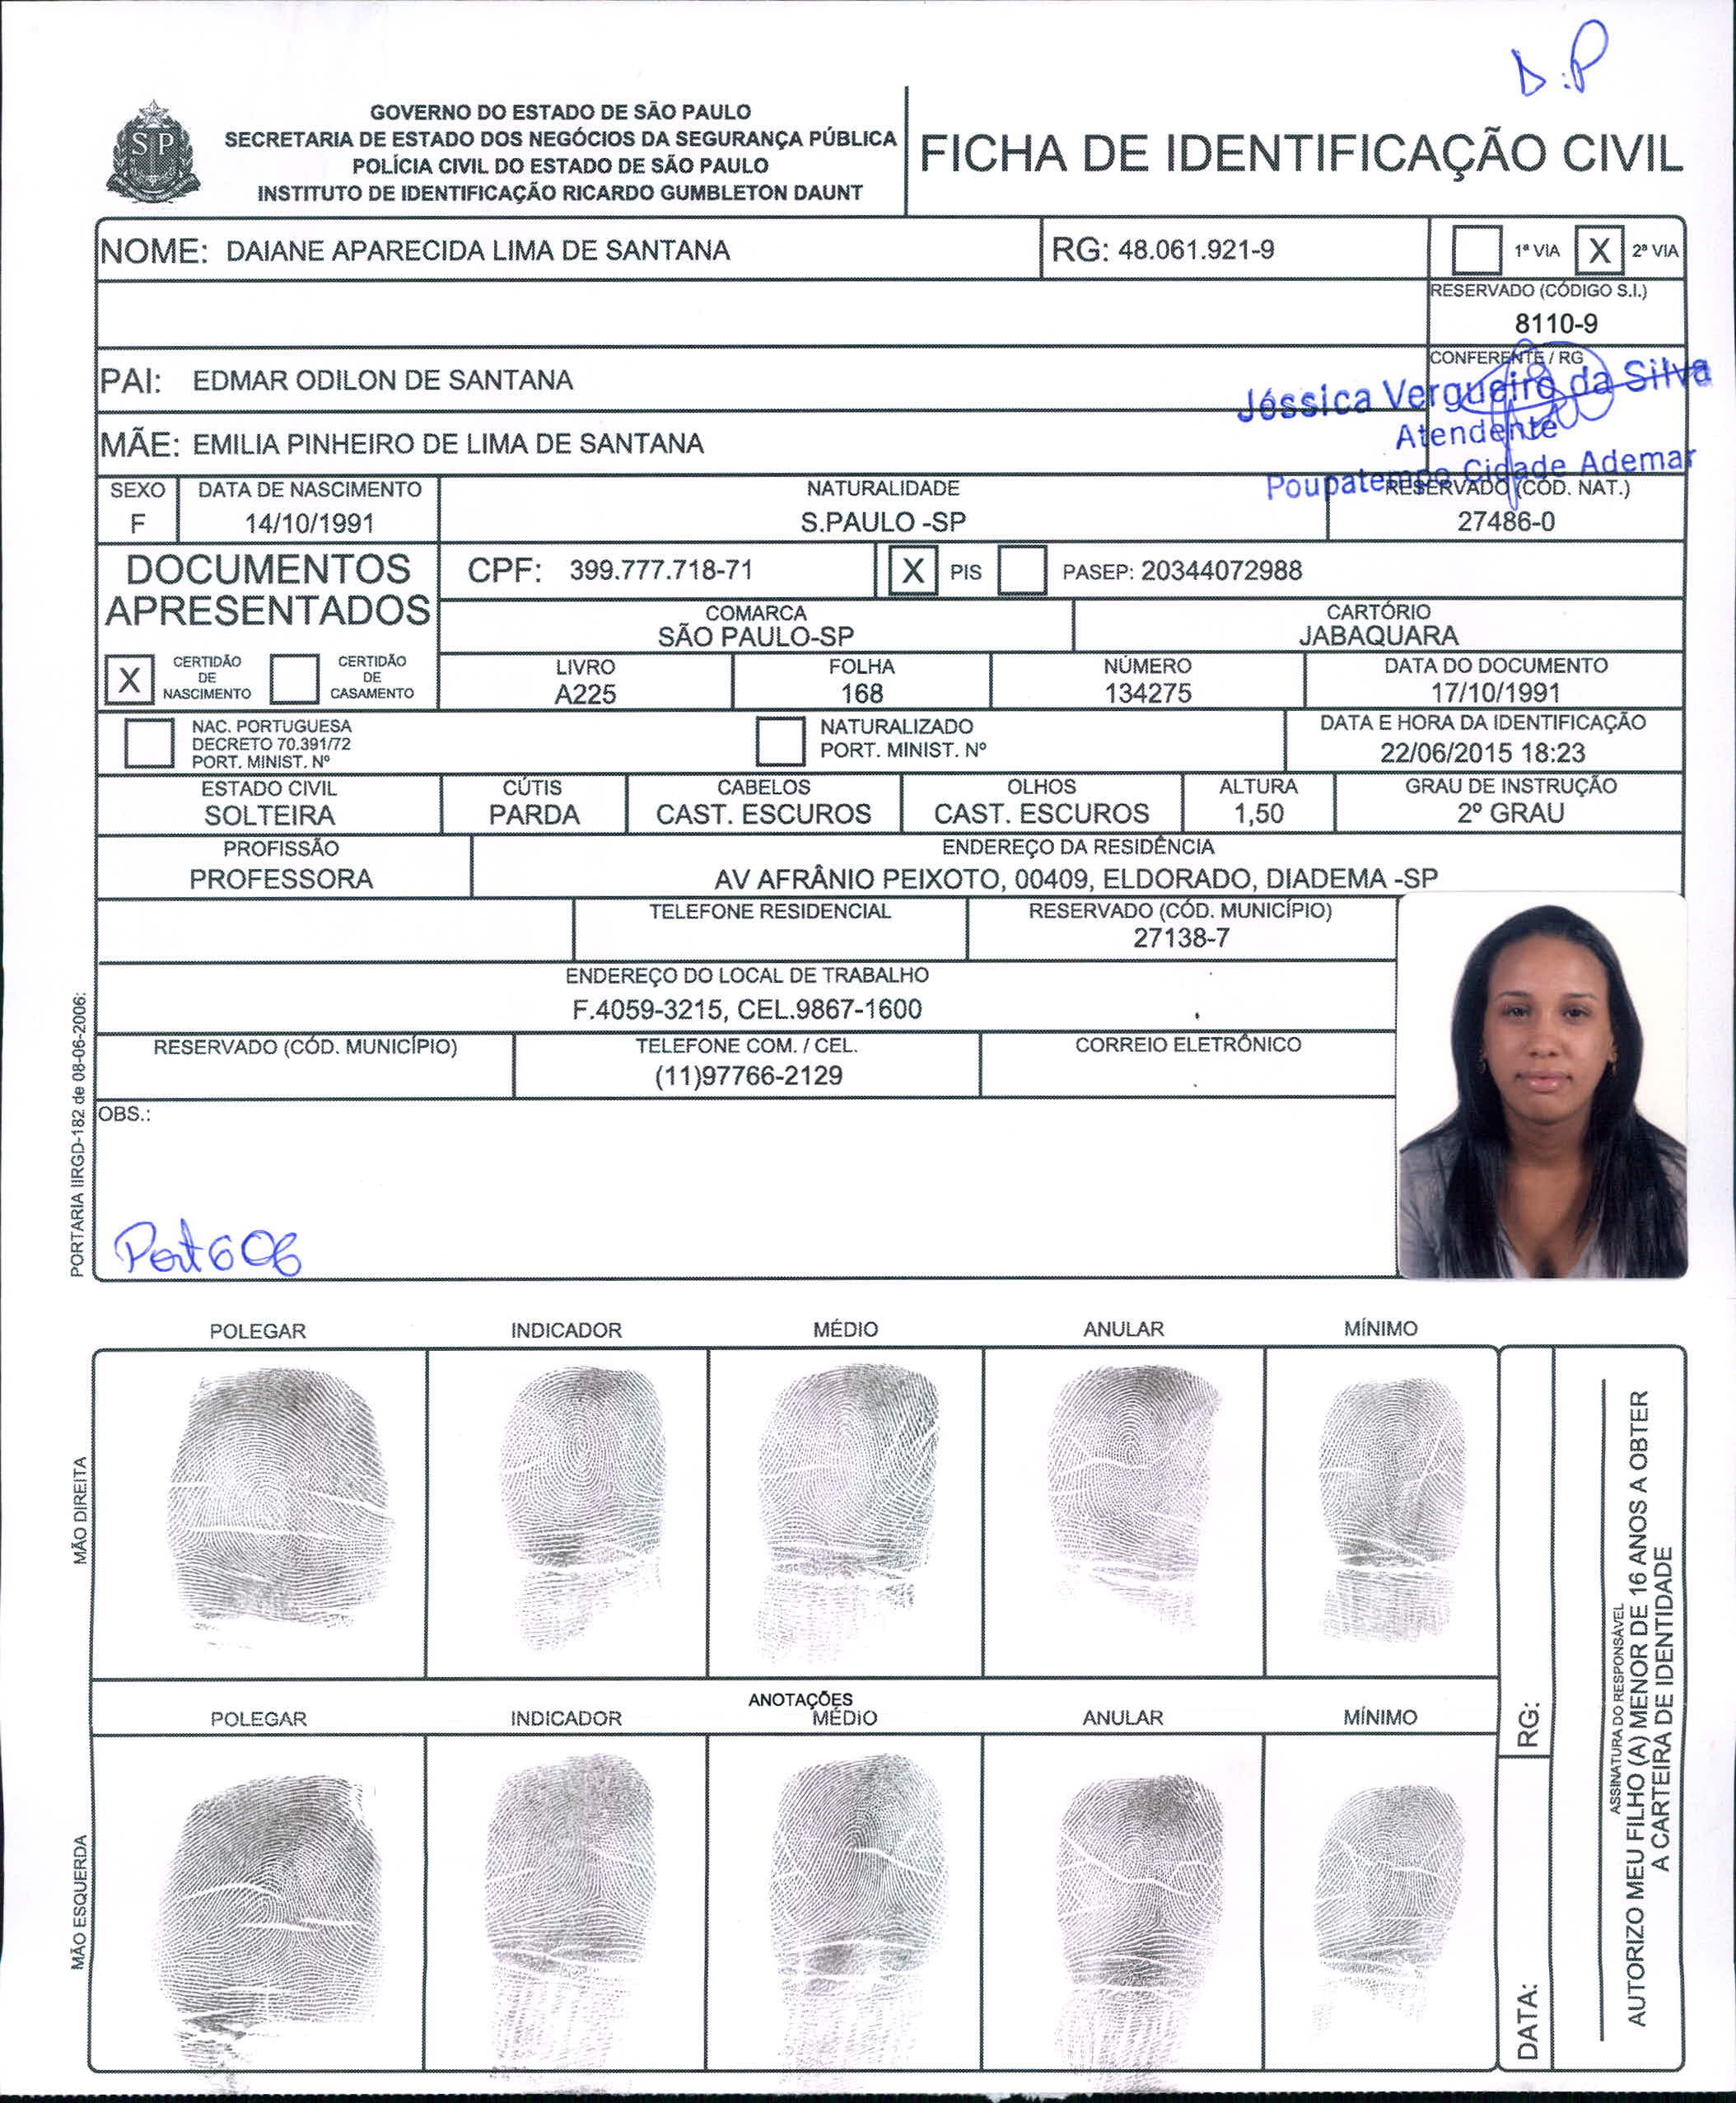 D.P
GOVERNO DO ESTADO DE SÃO PAULO
SECRETARIA DE ESTADO DOS NEGÓCIOS DA SEGURANÇA PÚBLICA
POLÍCIA CIVIL DO ESTADO DE SÃO PAULO
INSTITUTO DE IDENTIFICAÇÃO RICARDO GUMBLETON DAUNT
SP
FICHA DE IDENTIFICAÇÃO CIVIL
NOME: DAIANE APARECIDA LIMA DE SANTANA RG: 48.061.921-9 1ª VIA X 2ª VIA
RESERVADO (CÓDIGO S.I.)
8110-9
CONFERENTE / RG
PAI: EDMAR ODILON DE SANTANA
Jéssica Vergueiro da Silva
Atendente
MÃE: EMILIA PINHEIRO DE LIMA DE SANTANA
Poupatempo Cidade Ademar
SEXO DATA DE NASCIMENTO NATURALIDADE RESERVADO (COD. NAT.)
F 14/10/1991 S.PAULO -SP 27486-0
DOCUMENTOS
APRESENTADOS
CPF: 399.777.718-71 X PIS PASEP: 20344072988
COMARCA CARTÓRIO
SÃO PAULO-SP JABAQUARA
X CERTIDÃO DE NASCIMENTO CERTIDÃO DE CASAMENTO
LIVRO FOLHA NÚMERO DATA DO DOCUMENTO
A225 168 134275 17/10/1991
NAC. PORTUGUESA
DECRETO 70.391/72
PORT. MINIST. Nº
NATURALIZADO
PORT. MINIST. Nº
DATA E HORA DA IDENTIFICAÇÃO
22/06/2015 18:23
ESTADO CIVIL CÚTIS CABELOS OLHOS ALTURA GRAU DE INSTRUÇÃO
SOLTEIRA PARDA CAST. ESCUROS CAST. ESCUROS 1,50 2º GRAU
PROFISSÃO ENDEREÇO DA RESIDÊNCIA
PROFESSORA AV AFRÂNIO PEIXOTO, 00409, ELDORADO, DIADEMA -SP
TELEFONE RESIDENCIAL RESERVADO (CÓD. MUNICÍPIO)
27138-7
ENDEREÇO DO LOCAL DE TRABALHO
F.4059-3215, CEL.9867-1600
RESERVADO (CÓD. MUNICÍPIO) TELEFONE COM. / CEL. CORREIO ELETRÔNICO
(11)97766-2129
OBS.:
Port 606
PORTARIA IIRGD-182 de 08-06-2006:
POLEGAR INDICADOR MÉDIO ANULAR MÍNIMO
MÃO DIREITA
ANOTAÇÕES
POLEGAR INDICADOR MÉDIO ANULAR MÍNIMO
MÃO ESQUERDA
RG:
DATA:
ASSINATURA DO RESPONSÁVEL
AUTORIZO MEU FILHO (A) MENOR DE 16 ANOS A OBTER
A CARTEIRA DE IDENTIDADE